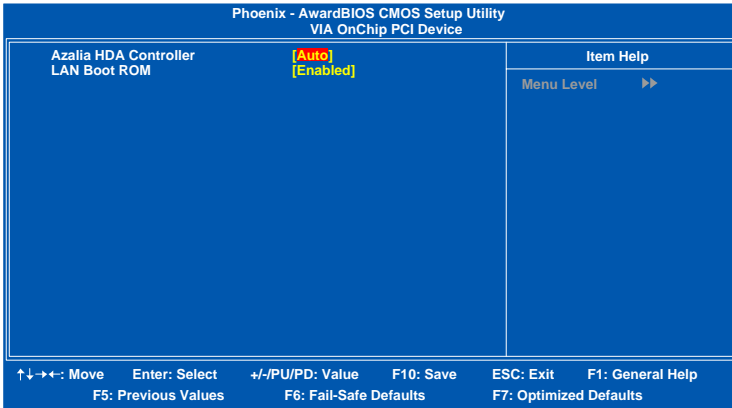 Phoenix - AwardBIOS CMOS Setup Utility
VIA OnChip PCI Device
Azalia HDA Controller [Auto]
LAN Boot ROM [Enabled]
Item Help
Menu Level ▶▶
↑↓→←: Move Enter: Select +/-/PU/PD: Value F10: Save ESC: Exit F1: General Help
F5: Previous Values F6: Fail-Safe Defaults F7: Optimized Defaults